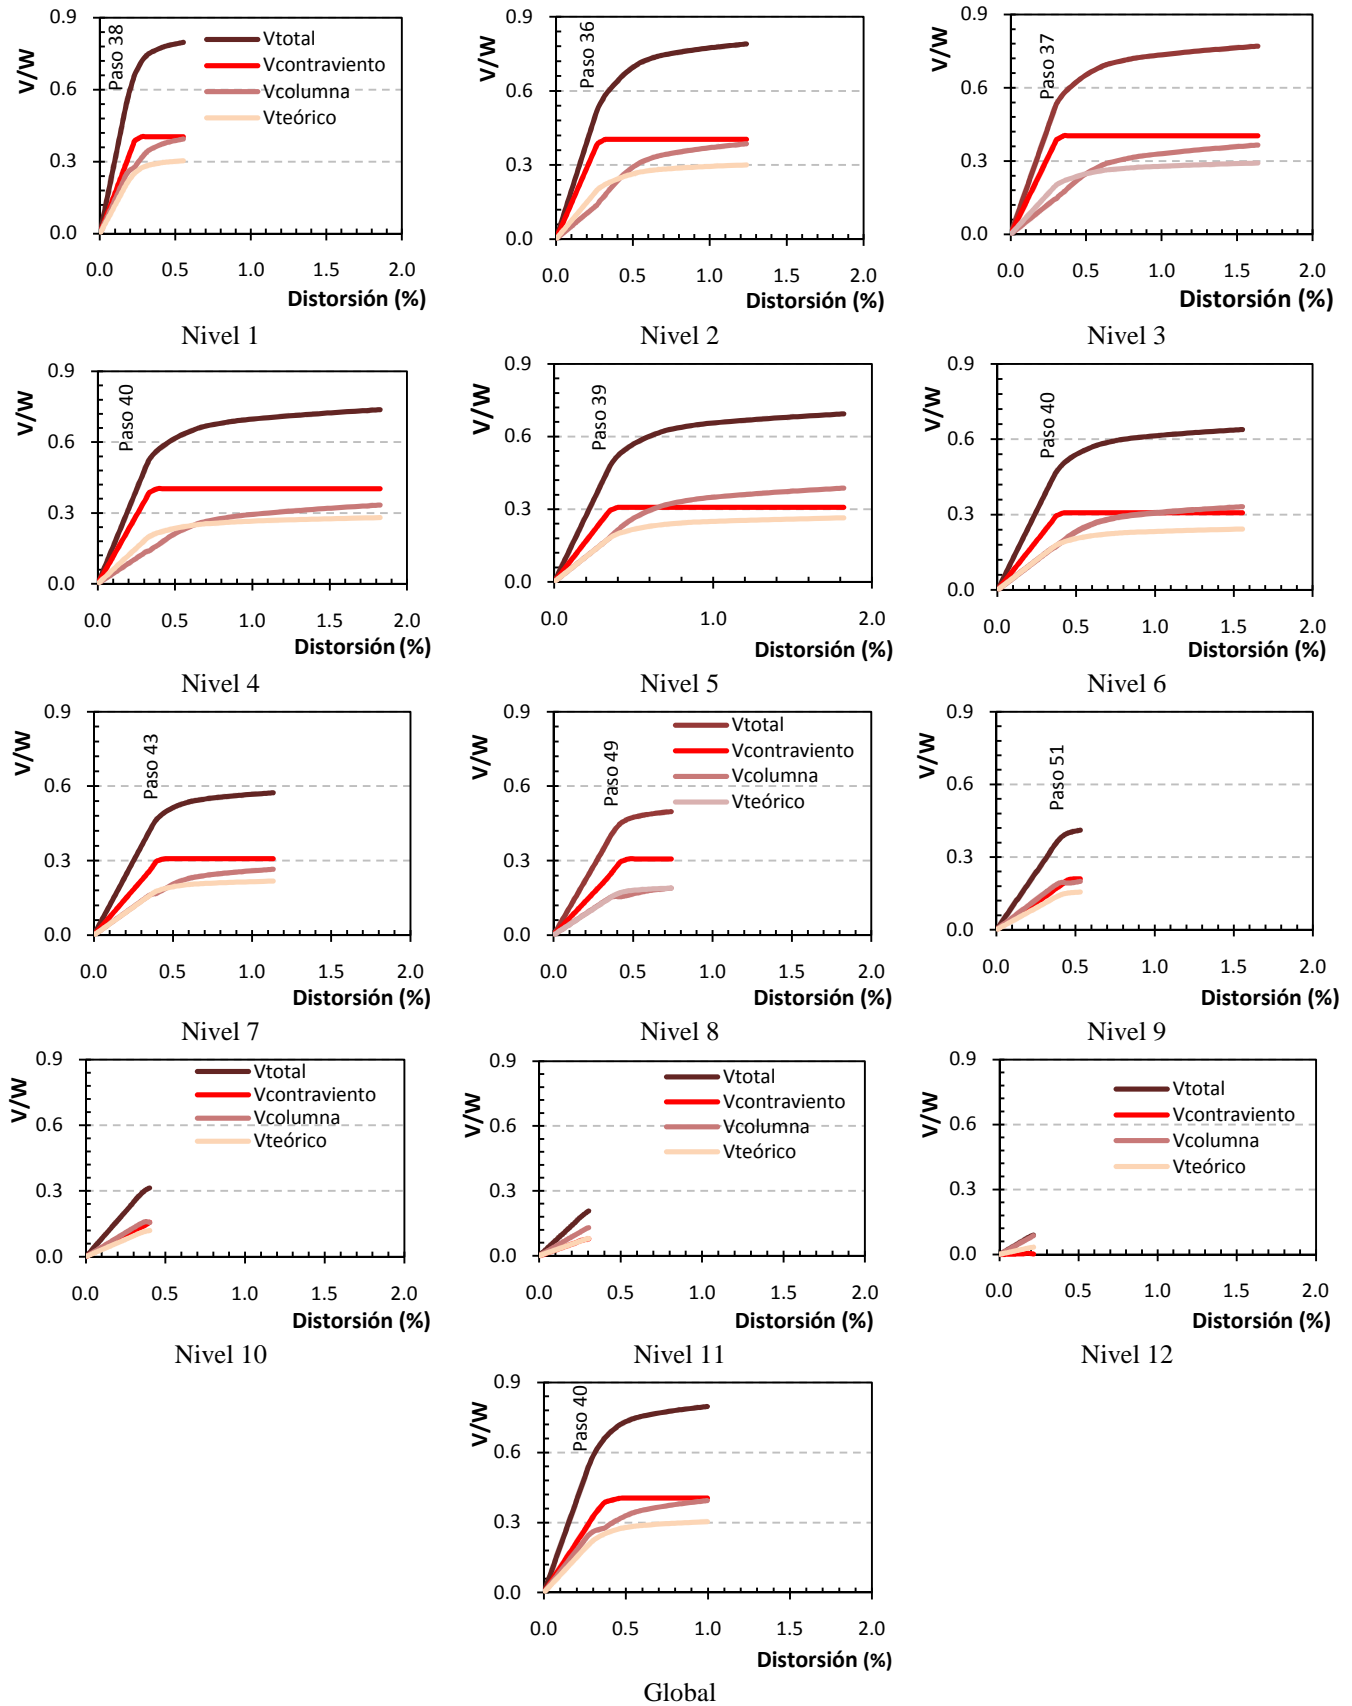 V/W
0.9
0.6
0.3
0.0
Paso 38
Vtotal
Vcontraviento
Vcolumna
Vteórico
0.0 0.5 1.0 1.5 2.0
Distorsión (%)
Nivel 1
V/W
0.9
0.6
0.3
0.0
Paso 36
0.0 0.5 1.0 1.5 2.0
Distorsión (%)
Nivel 2
V/W
0.9
0.6
0.3
0.0
Paso 37
0.0 0.5 1.0 1.5 2.0
Distorsión (%)
Nivel 3
V/W
0.9
0.6
0.3
0.0
Paso 40
0.0 0.5 1.0 1.5 2.0
Distorsión (%)
Nivel 4
V/W
0.9
0.6
0.3
0.0
Paso 39
0.0 1.0 2.0
Distorsión (%)
Nivel 5
V/W
0.9
0.6
0.3
0.0
Paso 40
0.0 0.5 1.0 1.5 2.0
Distorsión (%)
Nivel 6
V/W
0.9
0.6
0.3
0.0
Paso 43
0.0 0.5 1.0 1.5 2.0
Distorsión (%)
Nivel 7
V/W
0.9
0.6
0.3
0.0
Paso 49
Vtotal
Vcontraviento
Vcolumna
Vteórico
0.0 0.5 1.0 1.5 2.0
Distorsión (%)
Nivel 8
V/W
0.9
0.6
0.3
0.0
Paso 51
0.0 0.5 1.0 1.5 2.0
Distorsión (%)
Nivel 9
V/W
0.9
0.6
0.3
0.0
Vtotal
Vcontraviento
Vcolumna
Vteórico
0.0 0.5 1.0 1.5 2.0
Distorsión (%)
Nivel 10
V/W
0.9
0.6
0.3
0.0
Vtotal
Vcontraviento
Vcolumna
Vteórico
0.0 0.5 1.0 1.5 2.0
Distorsión (%)
Nivel 11
V/W
0.9
0.6
0.3
0.0
Vtotal
Vcontraviento
Vcolumna
Vteórico
0.0 0.5 1.0 1.5 2.0
Distorsión (%)
Nivel 12
V/W
0.9
0.6
0.3
0.0
Paso 40
0.0 0.5 1.0 1.5 2.0
Distorsión (%)
Global